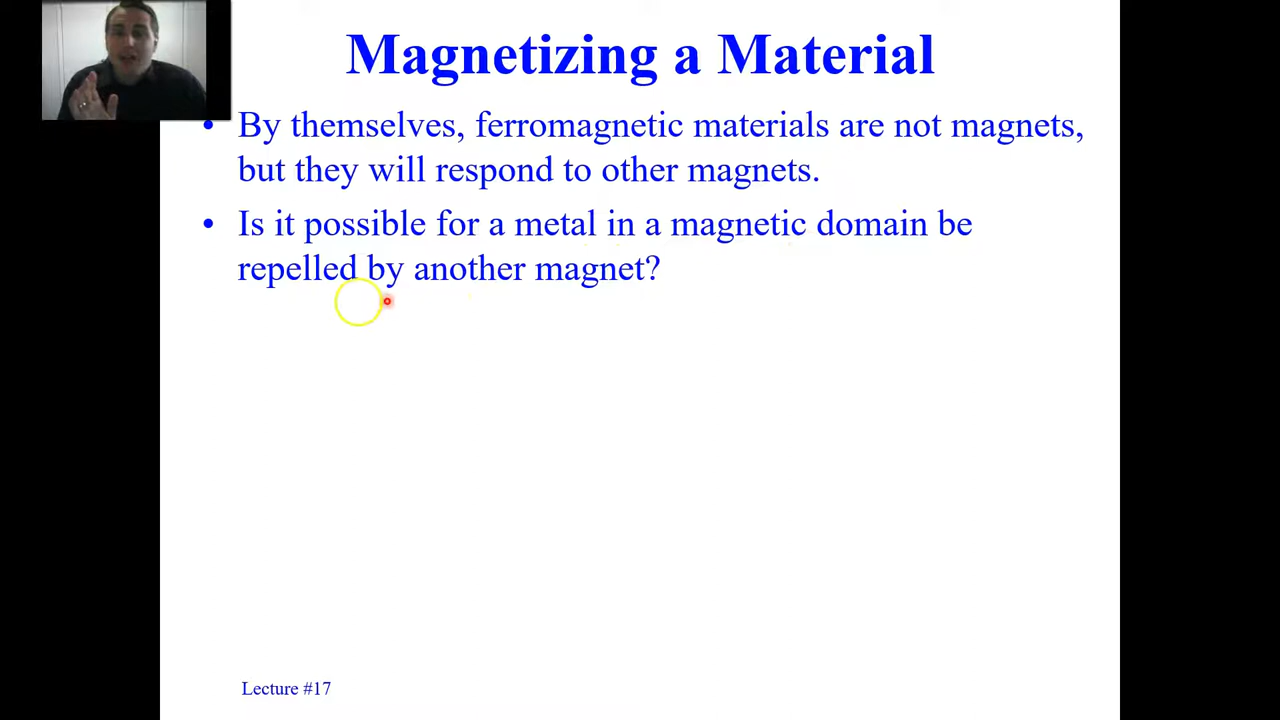 Magnetizing a Material
• By themselves, ferromagnetic materials are not magnets,
but they will respond to other magnets.
• Is it possible for a metal in a magnetic domain be
repelled by another magnet?
Lecture #17